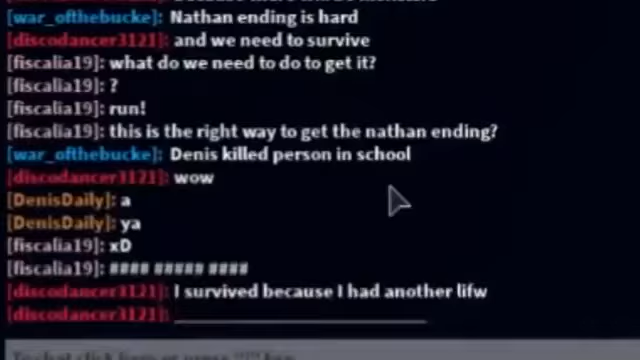 [war_ofthebucke]: Nathan ending is hard
[discodancer3121]: and we need to survive
[fiscalia19]: what do we need to do to get it?
[fiscalia19]: ?
[fiscalia19]: run!
[fiscalia19]: this is the right way to get the nathan ending?
[war_ofthebucke]: Denis killed person in school
[discodancer3121]: wow
[DenisDaily]: a
[DenisDaily]: ya
[fiscalia19]: xD
[fiscalia19]: #### ##### ####
[discodancer3121]: I survived because I had another lifw
[discodancer3121]: ____________________________